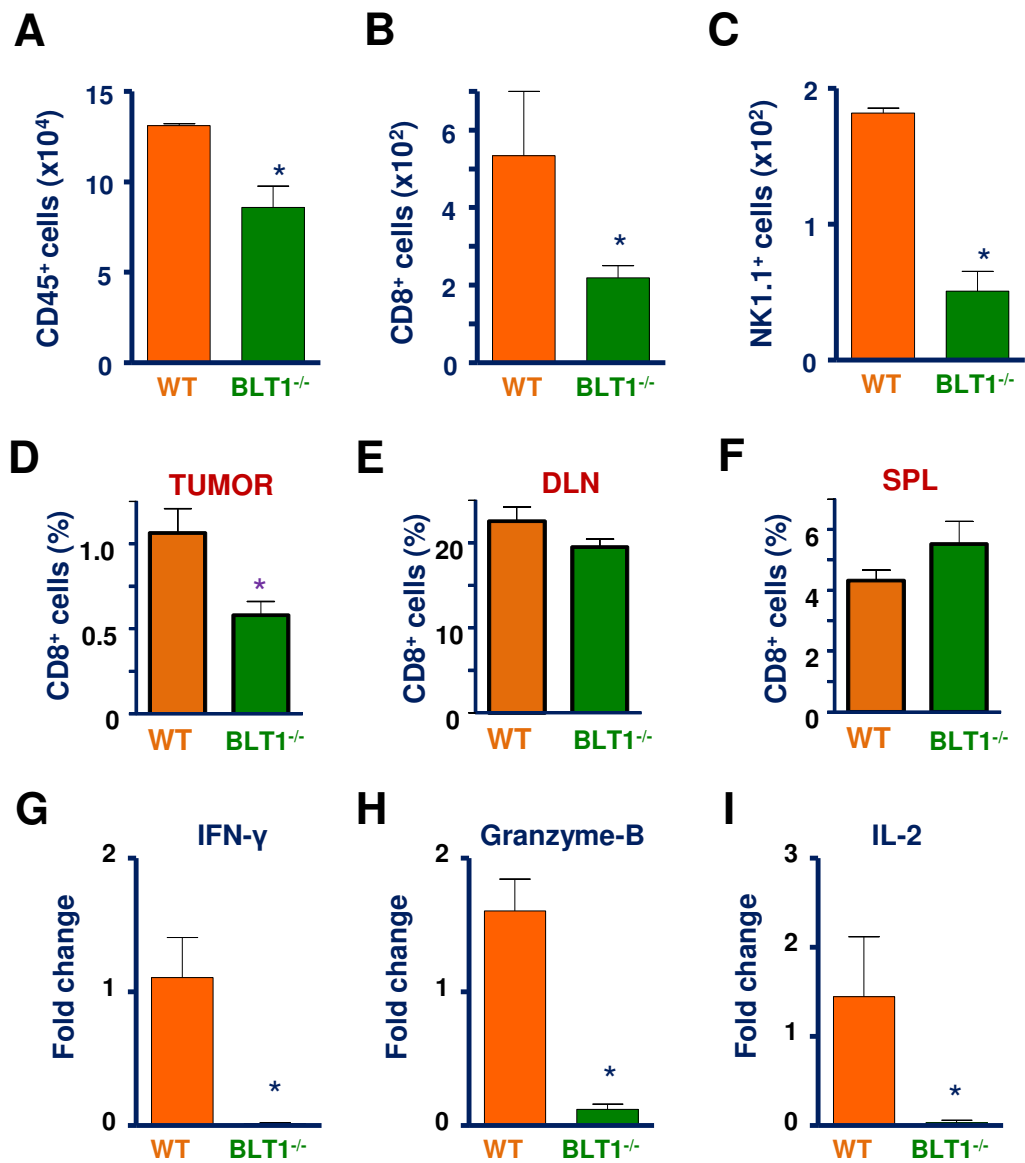 A
B
C
CD45⁺ cells (x10⁴)
15
10
5
0
*
WT
BLT1⁻/⁻
CD8⁺ cells (x10²)
6
4
2
0
*
WT
BLT1⁻/⁻
NK1.1⁺ cells (x10²)
2
1
0
*
WT
BLT1⁻/⁻
D
E
F
TUMOR
CD8⁺ cells (%)
1.0
0.5
0
*
WT
BLT1⁻/⁻
DLN
CD8⁺ cells (%)
20
10
0
WT
BLT1⁻/⁻
SPL
CD8⁺ cells (%)
6
4
2
0
WT
BLT1⁻/⁻
G
H
I
IFN-γ
Fold change
2
1
0
*
WT
BLT1⁻/⁻
Granzyme-B
Fold change
2
1
0
*
WT
BLT1⁻/⁻
IL-2
Fold change
3
2
1
0
*
WT
BLT1⁻/⁻